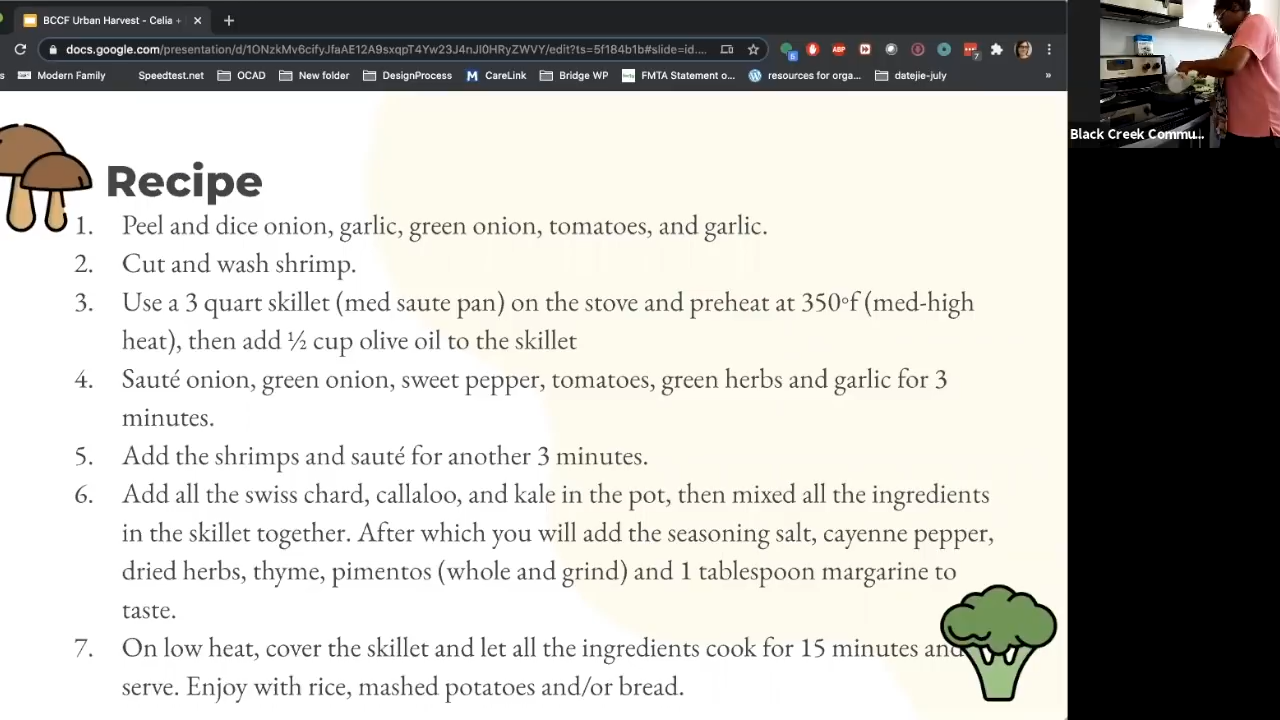 BCCF Urban Harvest - Celia +
docs.google.com/presentation/d/1ONzkMv6cifyJfaAE12A9sxqpT4Yw23J4nJI0HRyZWVY/edit?ts=5f184b1b#slide=id....
ABP
6
7
Modern Family
Speedtest.net
OCAD
New folder
DesignProcess
CareLink
Bridge WP
FMTA Statement o...
resources for orga...
datejie-july
»
Black Creek Commu...
Recipe
1. Peel and dice onion, garlic, green onion, tomatoes, and garlic.
2. Cut and wash shrimp.
3. Use a 3 quart skillet (med saute pan) on the stove and preheat at 350°f (med-high
heat), then add ½ cup olive oil to the skillet
4. Sauté onion, green onion, sweet pepper, tomatoes, green herbs and garlic for 3
minutes.
5. Add the shrimps and sauté for another 3 minutes.
6. Add all the swiss chard, callaloo, and kale in the pot, then mixed all the ingredients
in the skillet together. After which you will add the seasoning salt, cayenne pepper,
dried herbs, thyme, pimentos (whole and grind) and 1 tablespoon margarine to
taste.
7. On low heat, cover the skillet and let all the ingredients cook for 15 minutes and
serve. Enjoy with rice, mashed potatoes and/or bread.